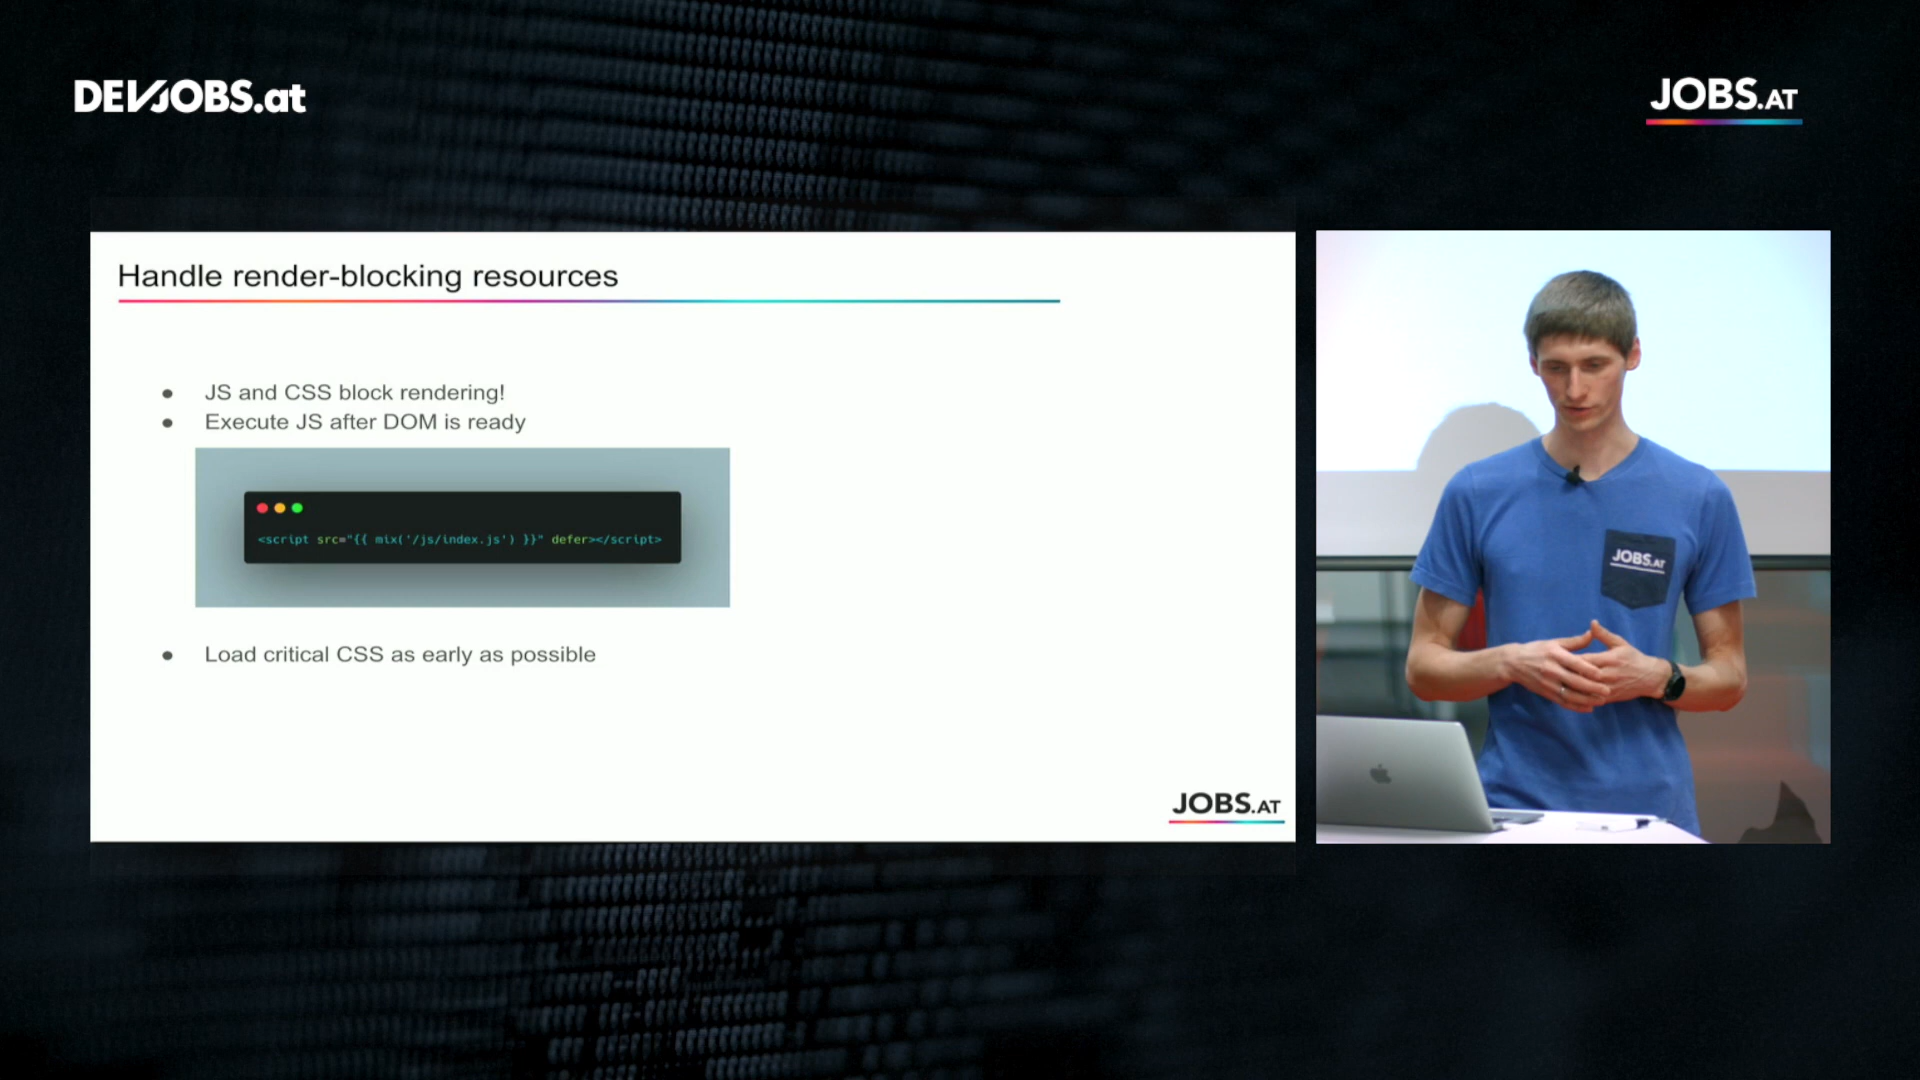 DEVJOBS.at
JOBS.AT
Handle render-blocking resources
JS and CSS block rendering!
Execute JS after DOM is ready
<script src="{{ mix('/js/index.js') }}" defer></script>
Load critical CSS as early as possible
JOBS.AT
JOBS.AT